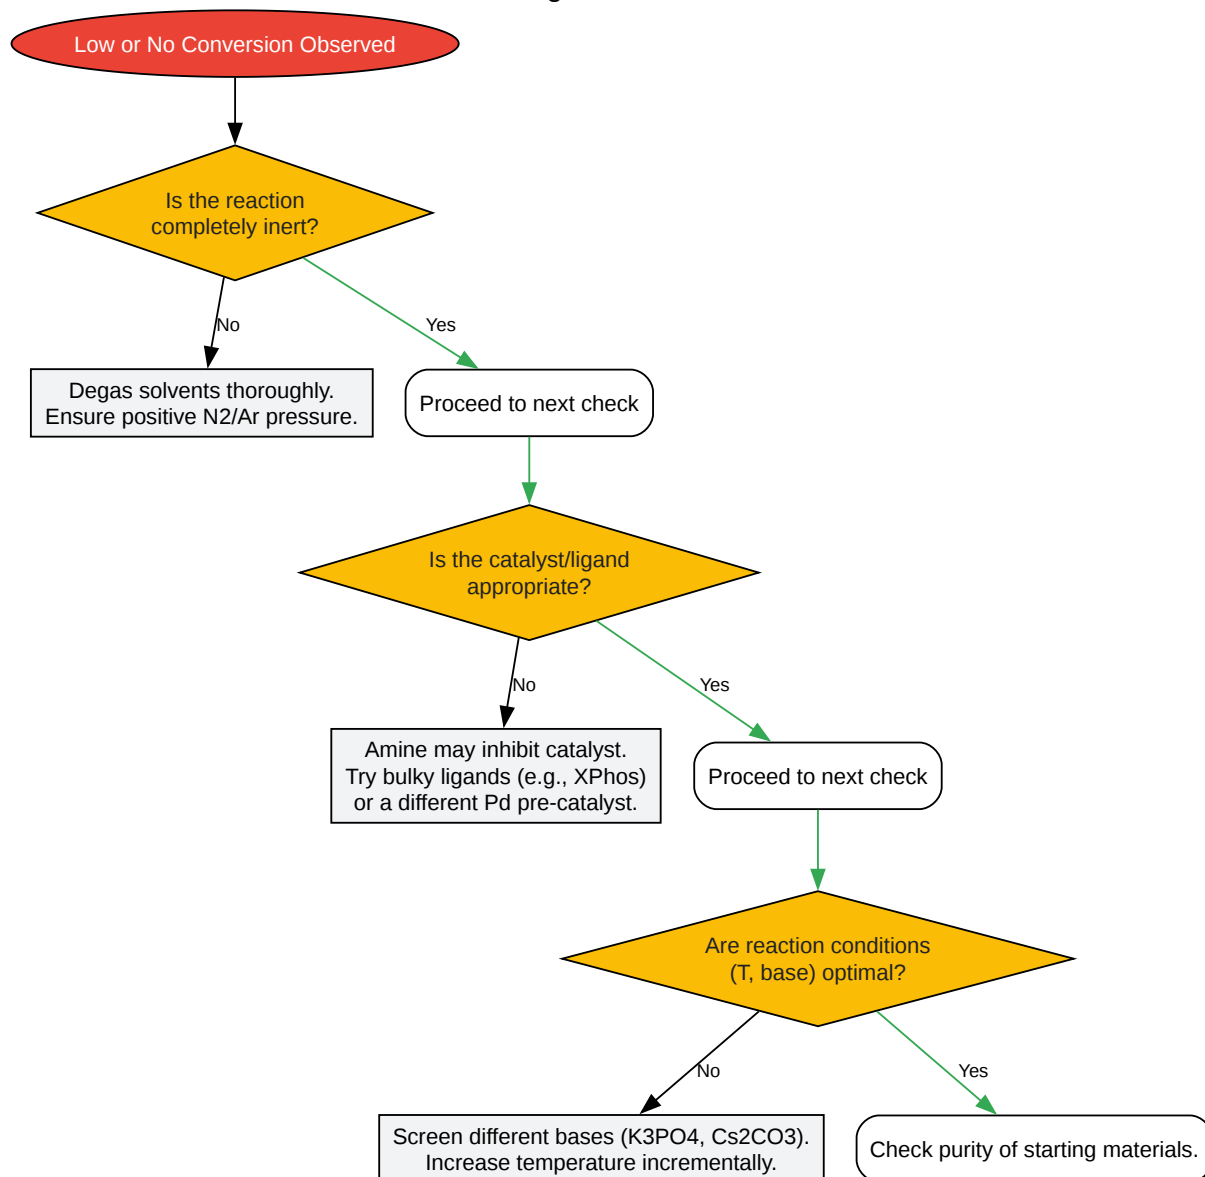 Low or No Conversion Observed
Is the reaction
completely inert?
No
Yes
Degas solvents thoroughly.
Ensure positive N2/Ar pressure.
Proceed to next check
Is the catalyst/ligand
appropriate?
No
Yes
Amine may inhibit catalyst.
Try bulky ligands (e.g., XPhos)
or a different Pd pre-catalyst.
Proceed to next check
Are reaction conditions
(T, base) optimal?
No
Yes
Screen different bases (K3PO4, Cs2CO3).
Increase temperature incrementally.
Check purity of starting materials.